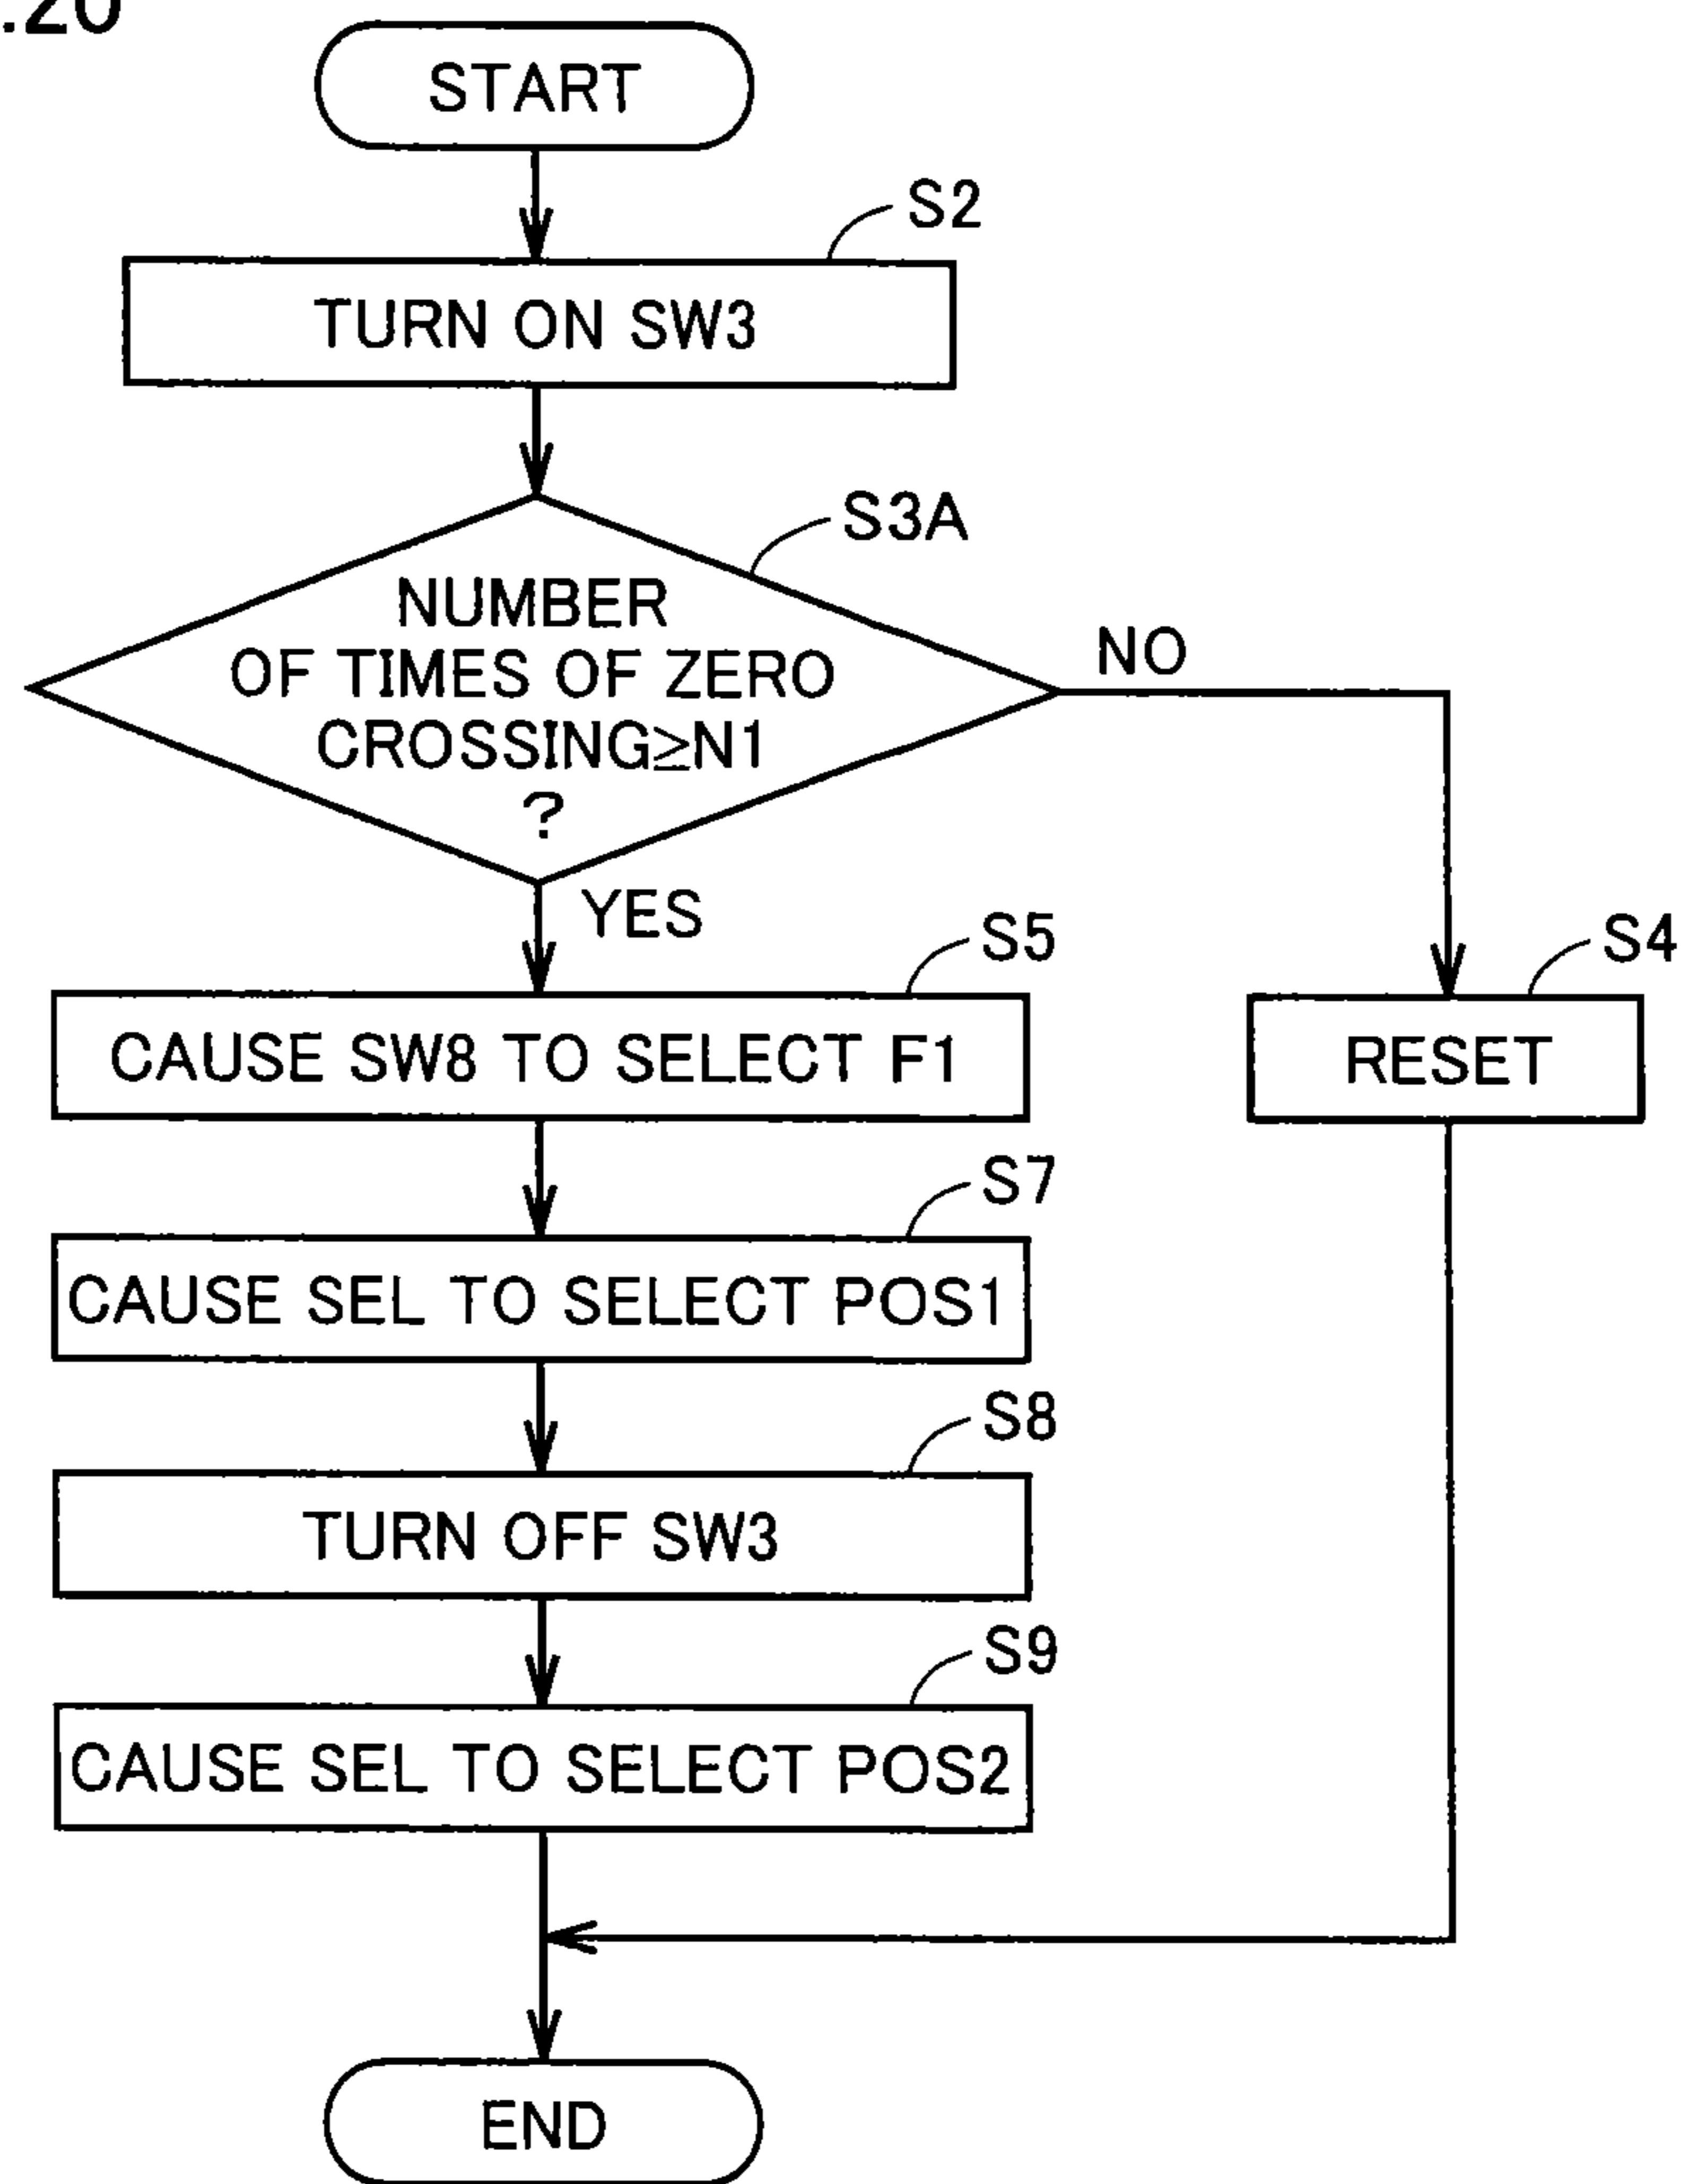 .20
START
S2
TURN ON SW3
S3A
NUMBER
OF TIMES OF ZERO
CROSSING≧N1
?
NO
YES
S5
CAUSE SW8 TO SELECT F1
S4
RESET
S7
CAUSE SEL TO SELECT POS1
S8
TURN OFF SW3
S9
CAUSE SEL TO SELECT POS2
END